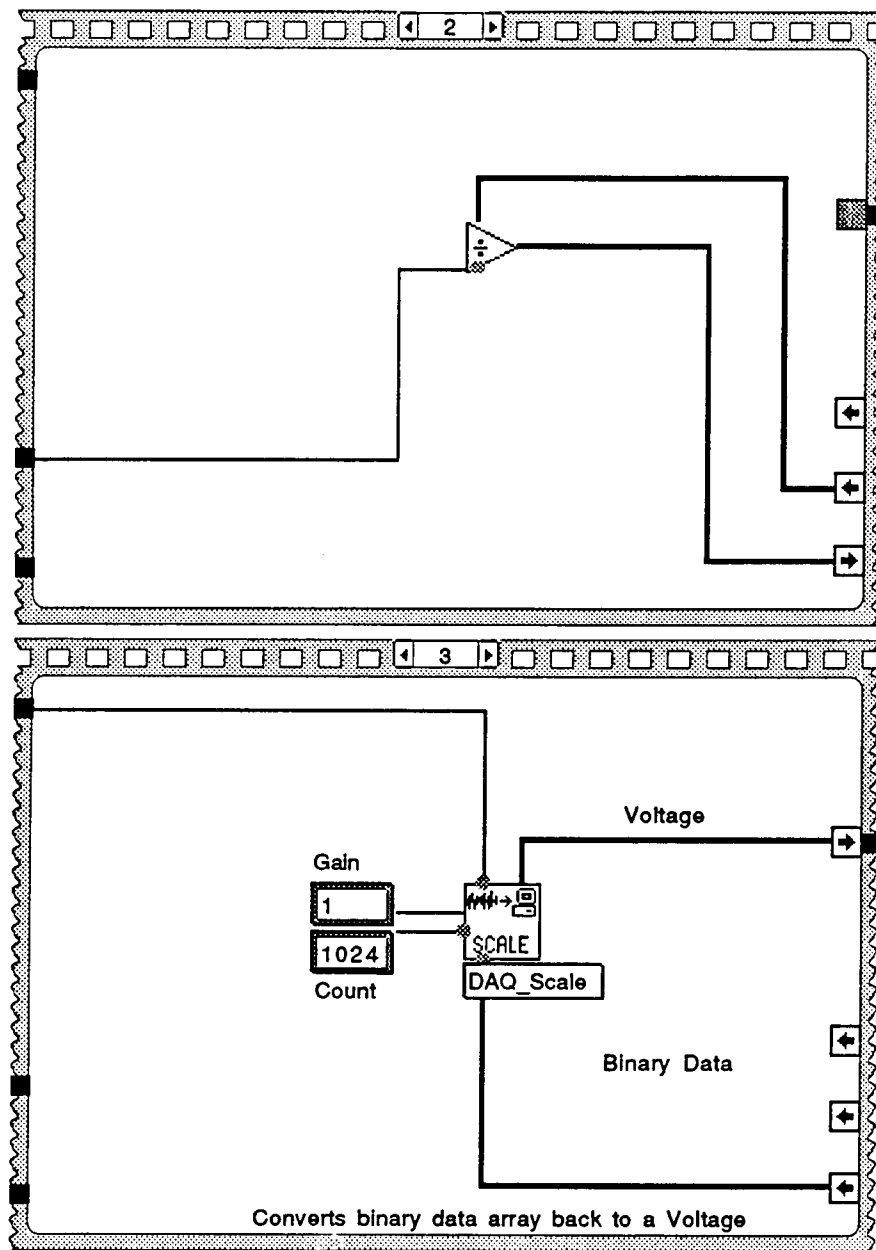 2
÷
3
Voltage
Gain
1
1024
Count
SCALE
DAQ_Scale
Binary Data
Converts binary data array back to a Voltage